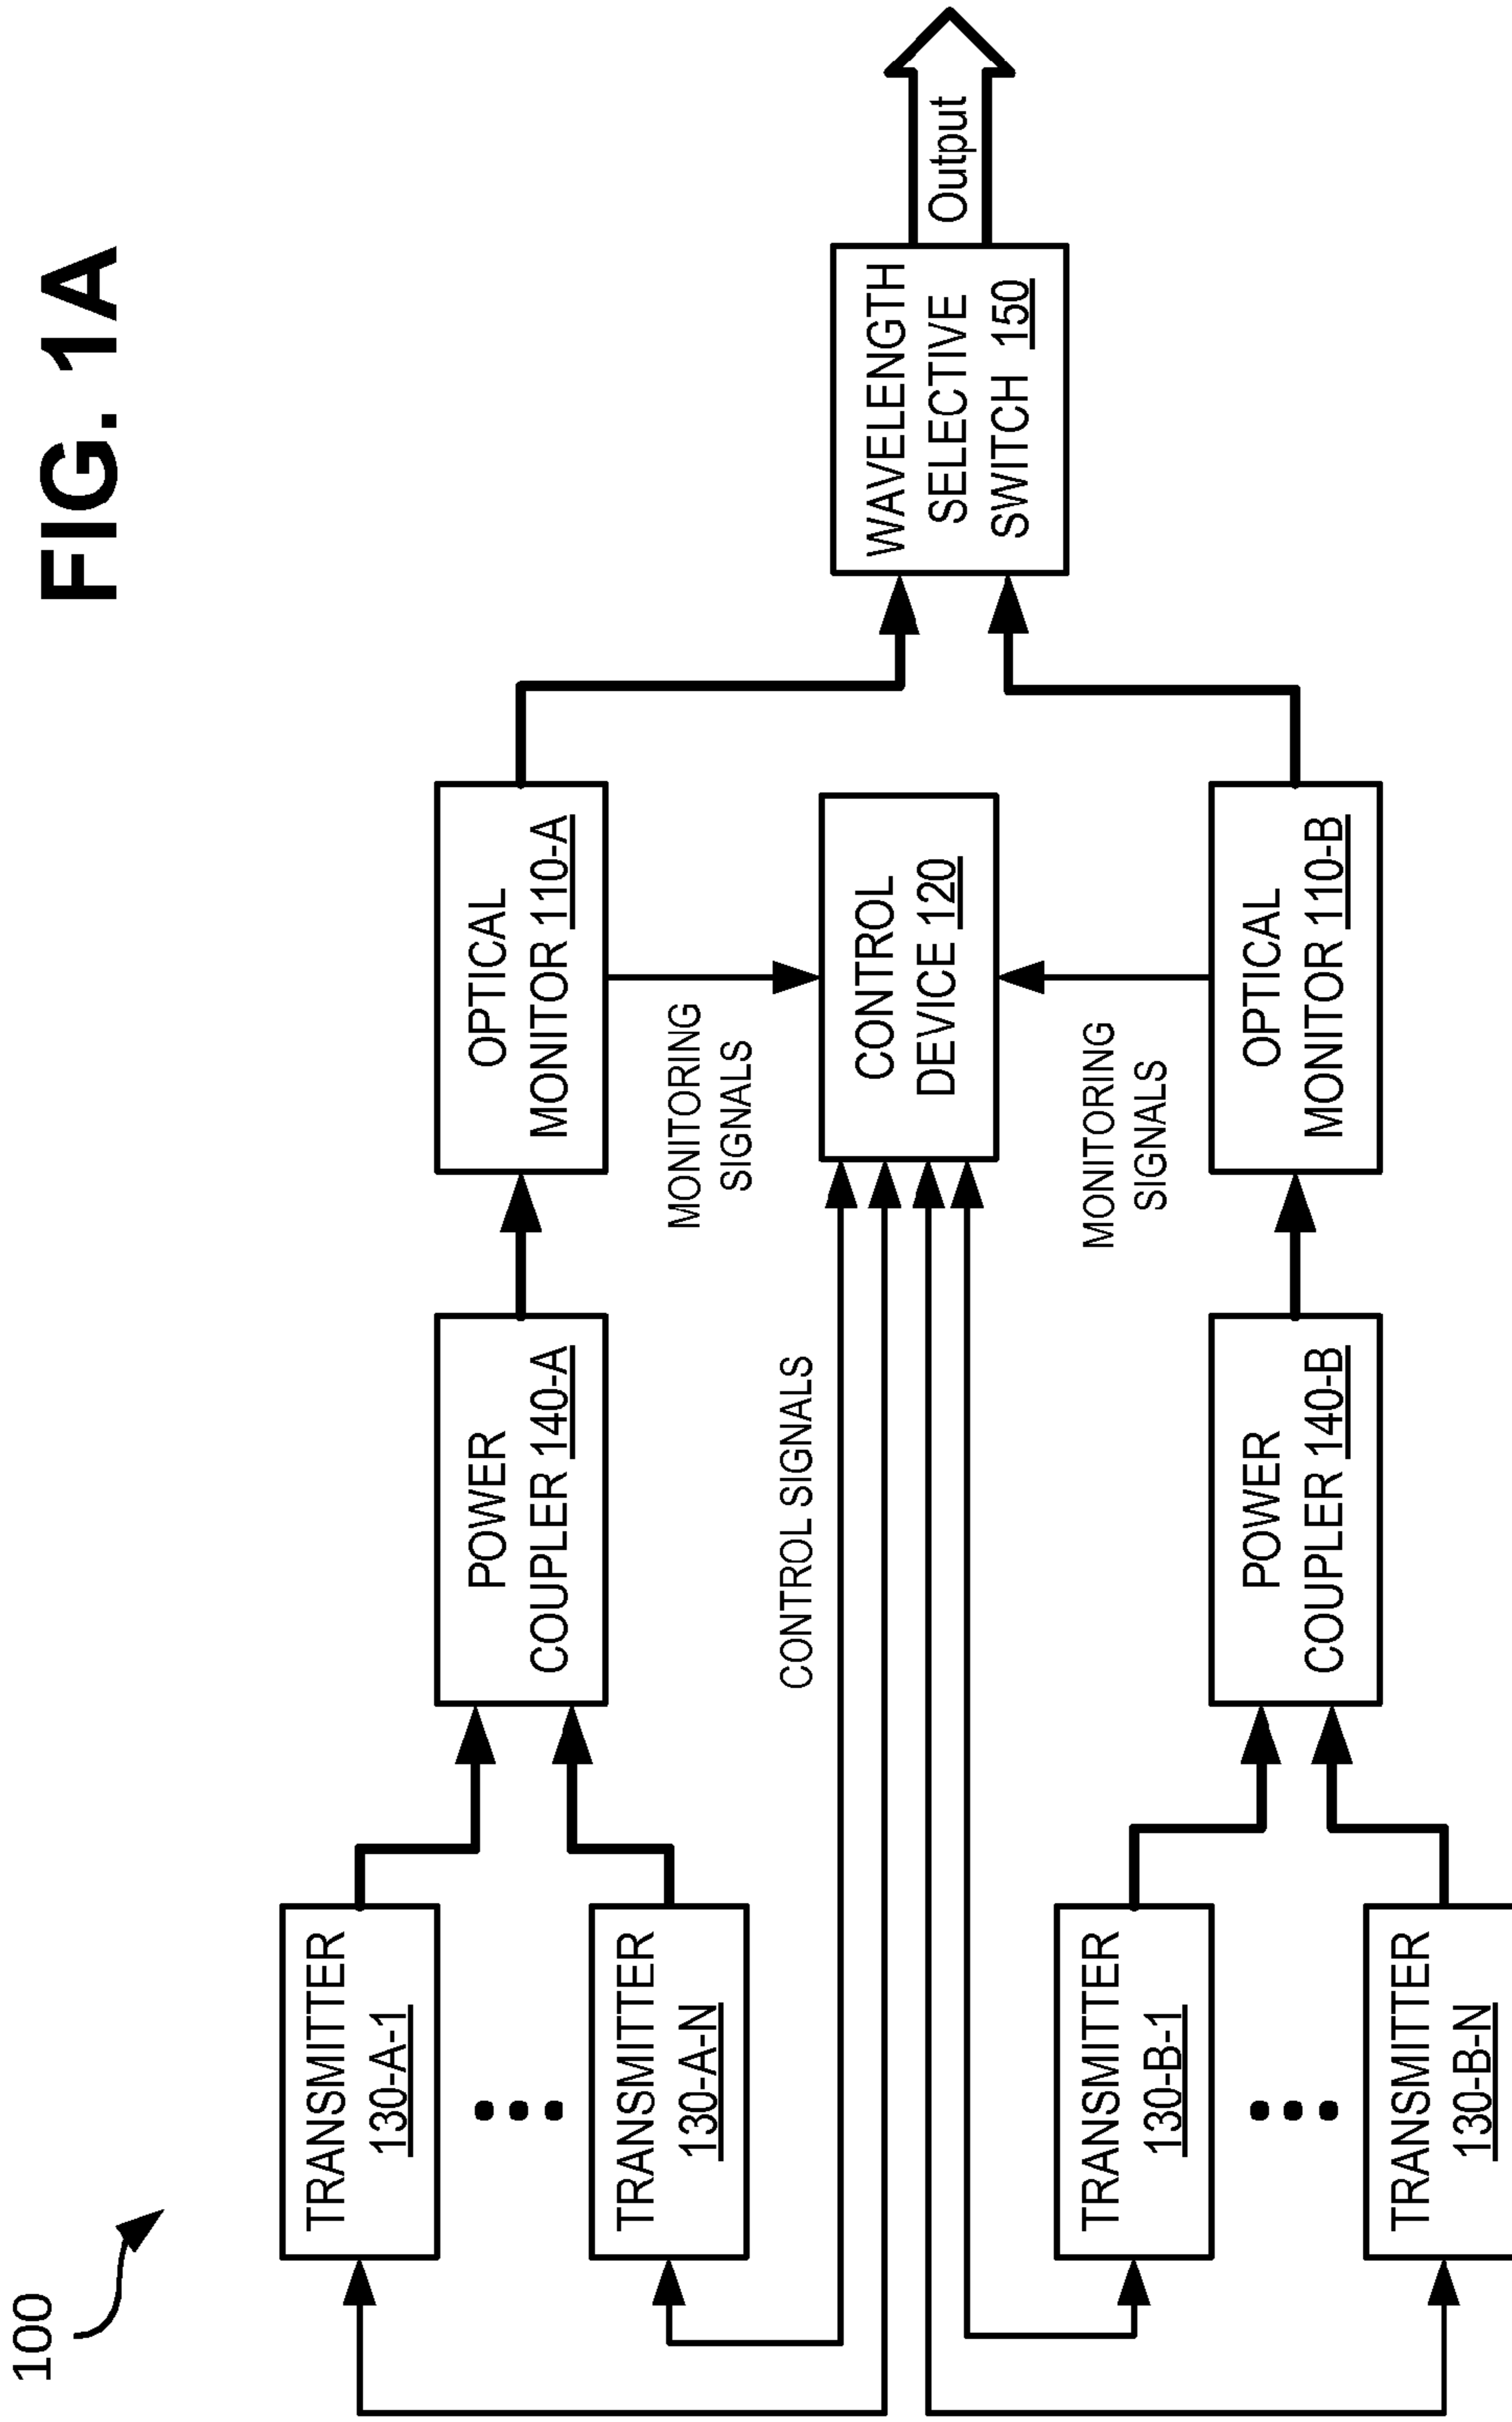 FIG. 1A
100
TRANSMITTER
130-A-1
TRANSMITTER
130-A-N
POWER
COUPLER 140-A
OPTICAL
MONITOR 110-A
MONITORING
SIGNALS
CONTROL SIGNALS
CONTROL
DEVICE 120
WAVELENGTH
SELECTIVE
SWITCH 150
Output
MONITORING
SIGNALS
TRANSMITTER
130-B-1
TRANSMITTER
130-B-N
POWER
COUPLER 140-B
OPTICAL
MONITOR 110-B